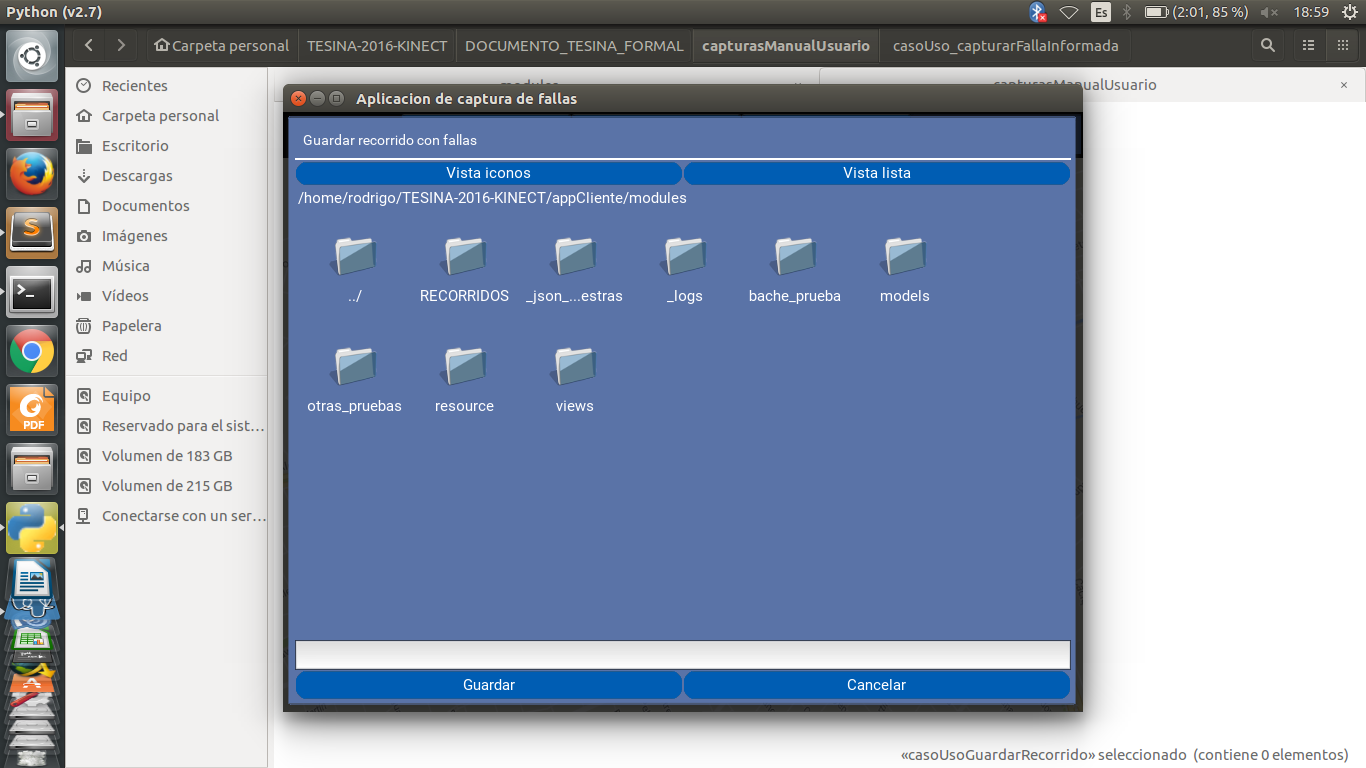 Python (v2.7)
Es
(2:01, 85 %)
18:59
Carpeta personal
TESINA-2016-KINECT
DOCUMENTO_TESINA_FORMAL
capturasManualUsuario
casoUso_capturarFallaInformada
Recientes
Carpeta personal
Escritorio
Descargas
Documentos
Imágenes
Música
Vídeos
Papelera
Red
Equipo
Reservado para el sist...
Volumen de 183 GB
Volumen de 215 GB
Conectarse con un ser...
modules
capturasManualUsuario
Aplicacion de captura de fallas
Guardar recorrido con fallas
Vista iconos
Vista lista
/home/rodrigo/TESINA-2016-KINECT/appCliente/modules
../
RECORRIDOS
_json_...estras
_logs
bache_prueba
models
otras_pruebas
resource
views
Guardar
Cancelar
PDF
«casoUsoGuardarRecorrido» seleccionado (contiene 0 elementos)